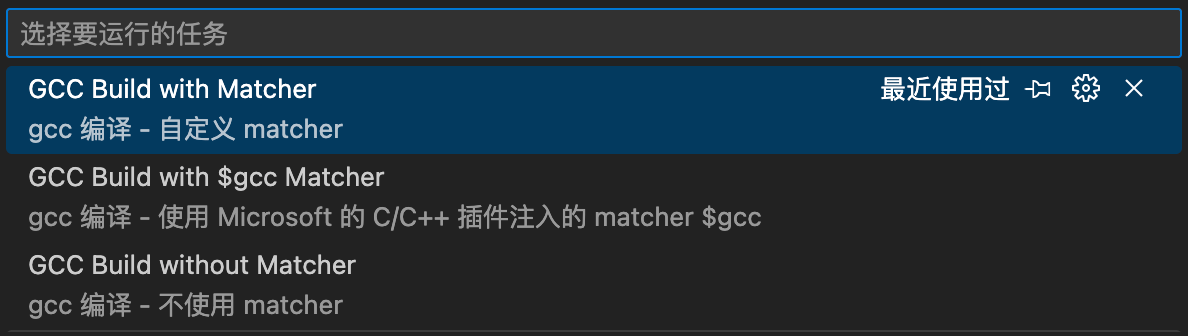 选择要运行的任务
GCC Build with Matcher 最近使用过
gcc 编译 - 自定义 matcher
GCC Build with $gcc Matcher
gcc 编译 - 使用 Microsoft 的 C/C++ 插件注入的 matcher $gcc
GCC Build without Matcher
gcc 编译 - 不使用 matcher